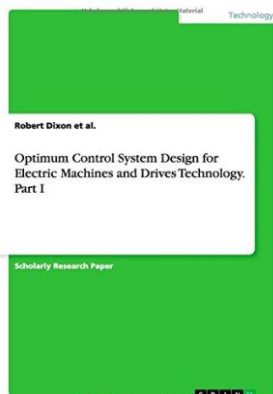 Technology
Robert Dixon et al.
Optimum Control System Design for
Electric Machines and Drives Technology.
Part I
Scholarly Research Paper